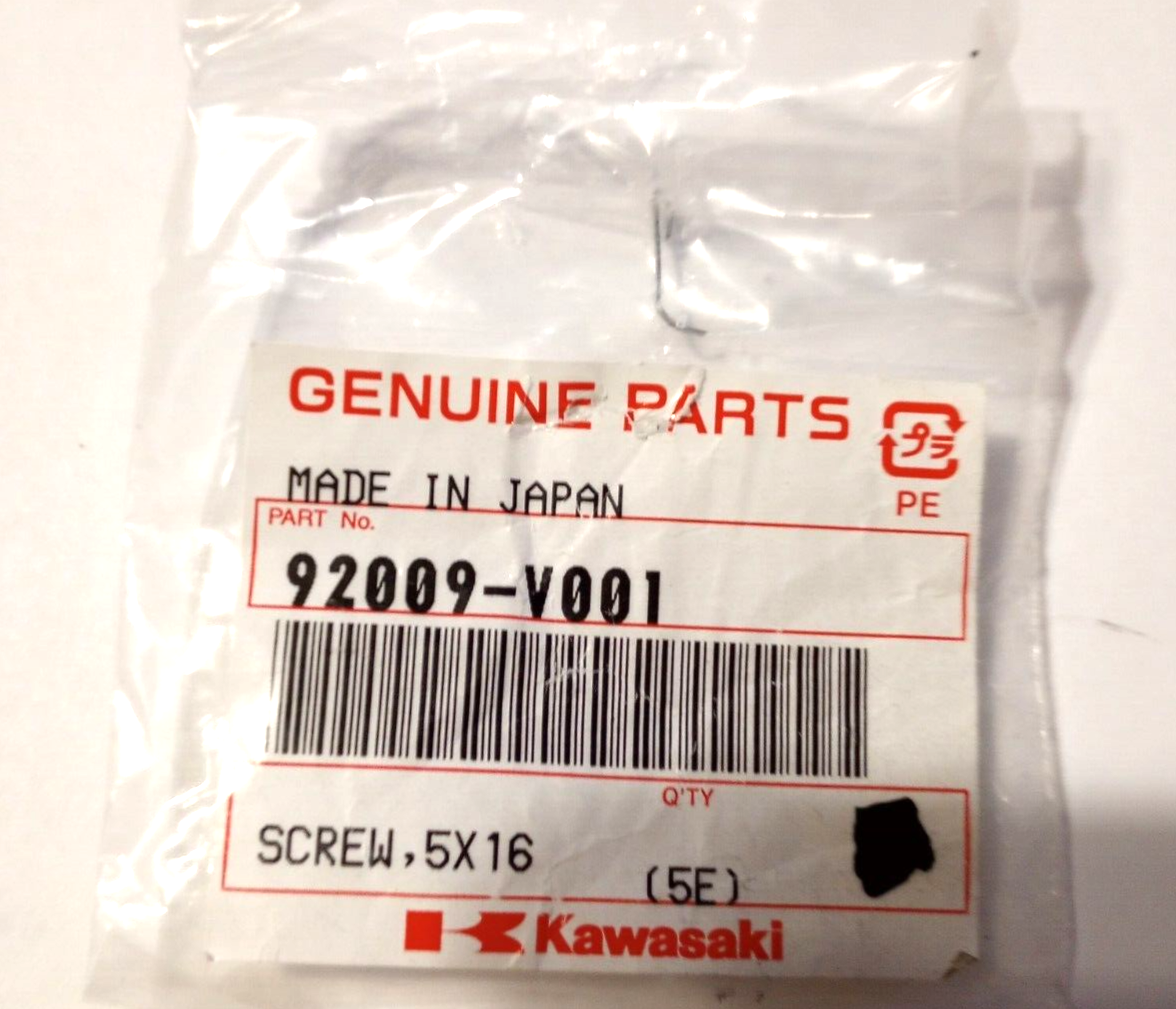 GENUINE PARTS
プラ
PE
MADE IN JAPAN
PART No.
92009-V001
Q'TY
SCREW,5X16
(5E)
Kawasaki